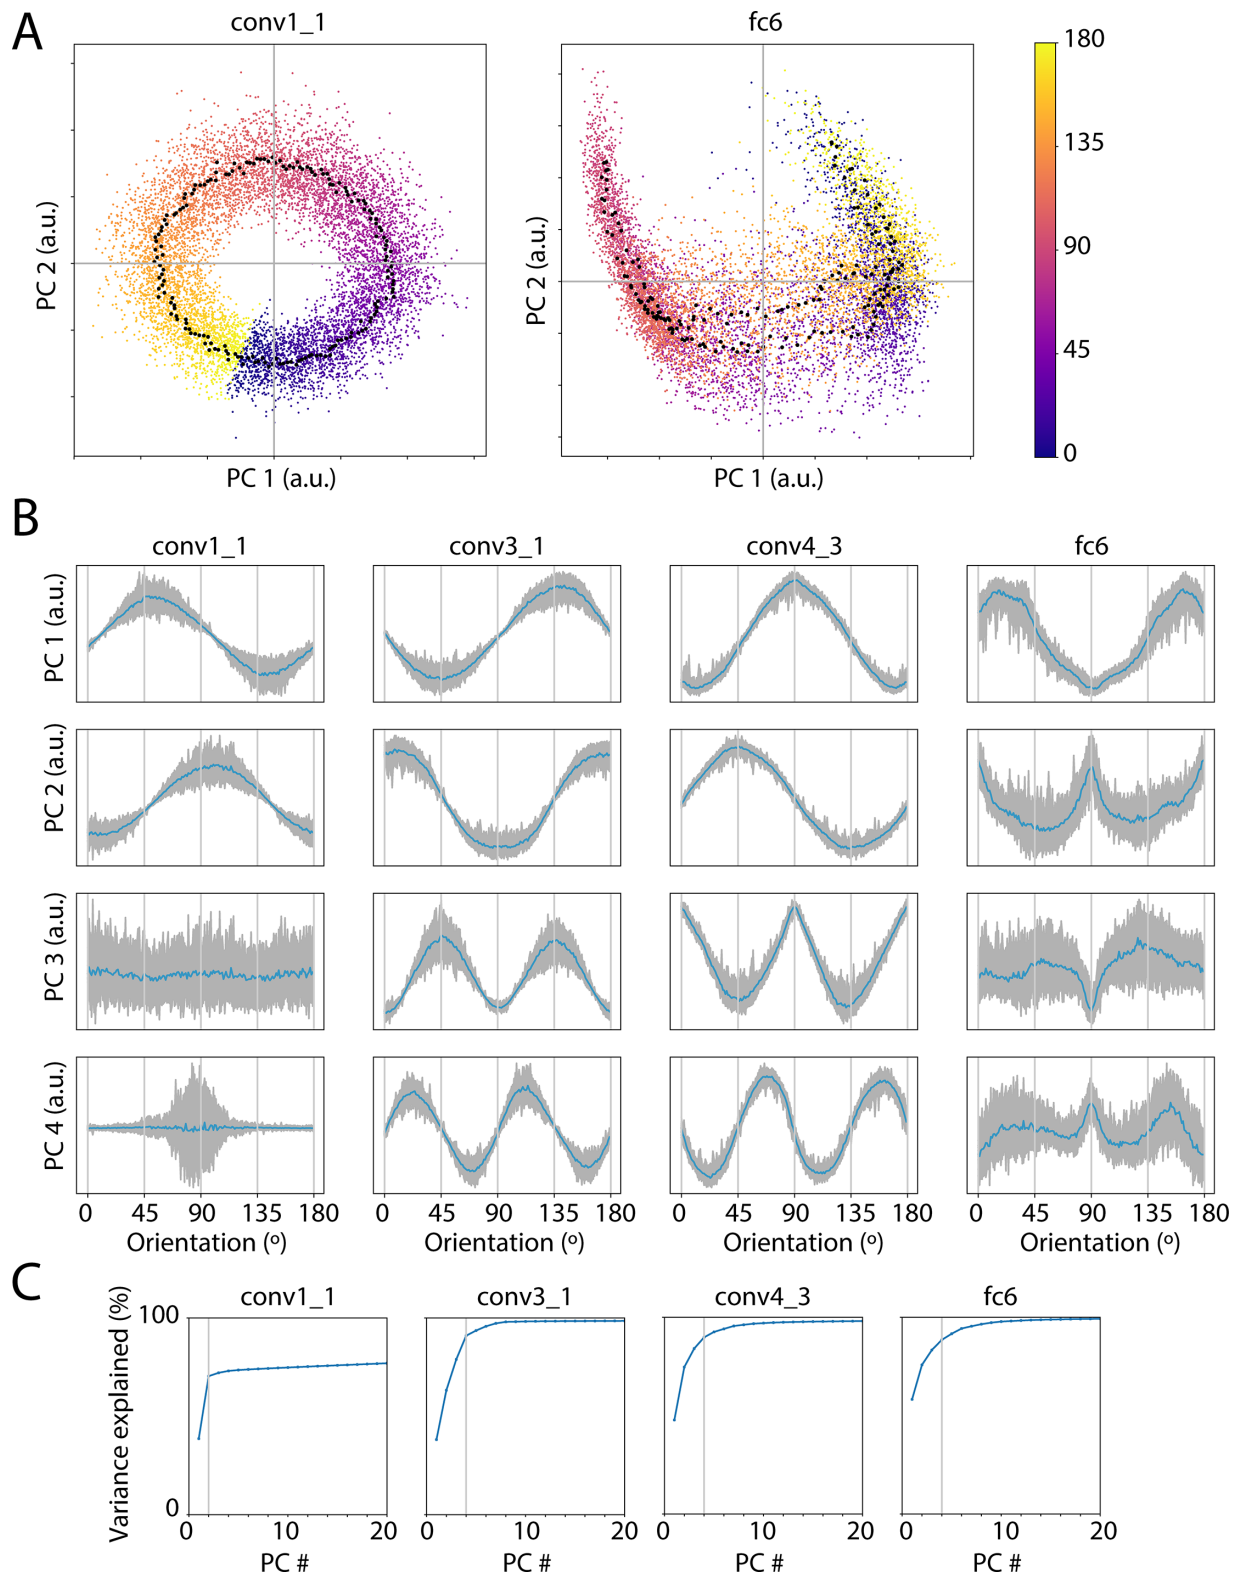 A
conv1_1
fc6
PC 2 (a.u.)
PC 1 (a.u.)
PC 2 (a.u.)
PC 1 (a.u.)
180
135
90
45
0
B
conv1_1
conv3_1
conv4_3
fc6
PC 1 (a.u.)
PC 2 (a.u.)
PC 3 (a.u.)
PC 4 (a.u.)
0 45 90 135 180
0 45 90 135 180
0 45 90 135 180
0 45 90 135 180
Orientation (º)
Orientation (º)
Orientation (º)
Orientation (º)
C
conv1_1
conv3_1
conv4_3
fc6
Variance explained (%)
100
0
0 10 20
0 10 20
0 10 20
0 10 20
PC #
PC #
PC #
PC #